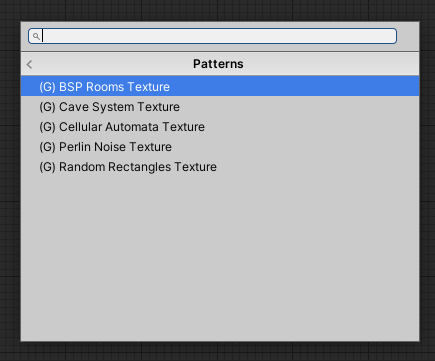 Patterns
(G) BSP Rooms Texture
(G) Cave System Texture
(G) Cellular Automata Texture
(G) Perlin Noise Texture
(G) Random Rectangles Texture